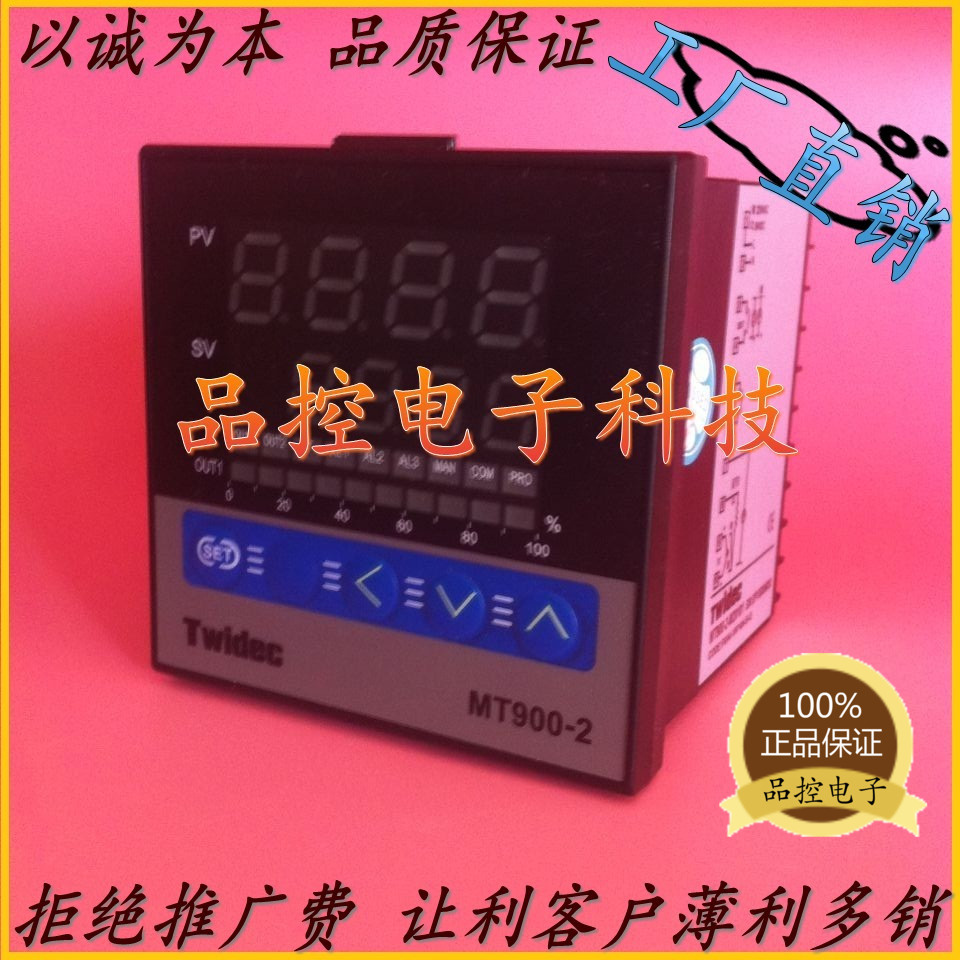 以诚为本 品质保证
工厂直销
PV
SV
品控电子科技
OUT2 AL2 AL3 MAN COM PRO
OUT1
0 20 40 60 80 100 %
SET
Twidec
MT900-2
Twidec
100%
正品保证
品控电子
拒绝推广费 让利客户薄利多销